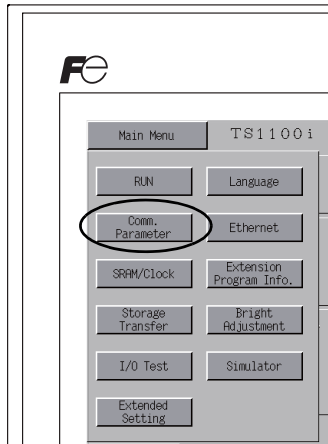 Fe
Main Menu
TS1100i
RUN
Language
Comm.
Parameter
Ethernet
SRAM/Clock
Extension
Program Info.
Storage
Transfer
Bright
Adjustment
I/O Test
Simulator
Extended
Setting